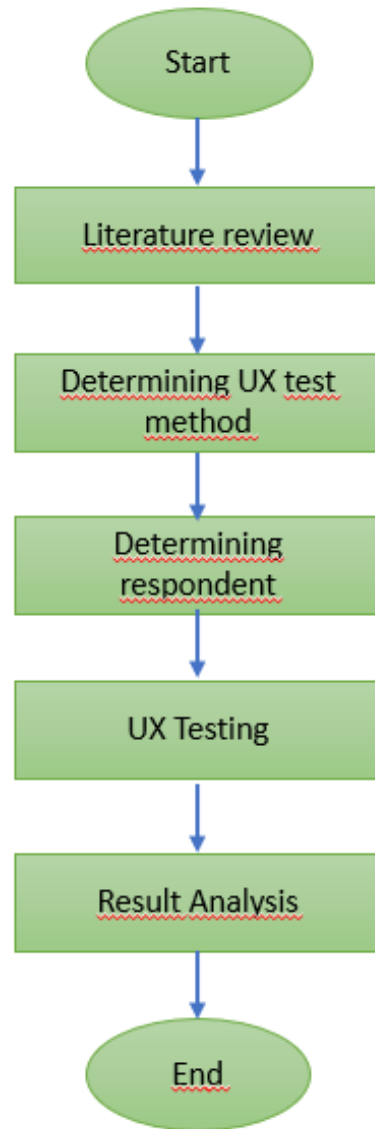 Start
Literature review
Determining UX test
method
Determining
respondent
UX Testing
Result Analysis
End